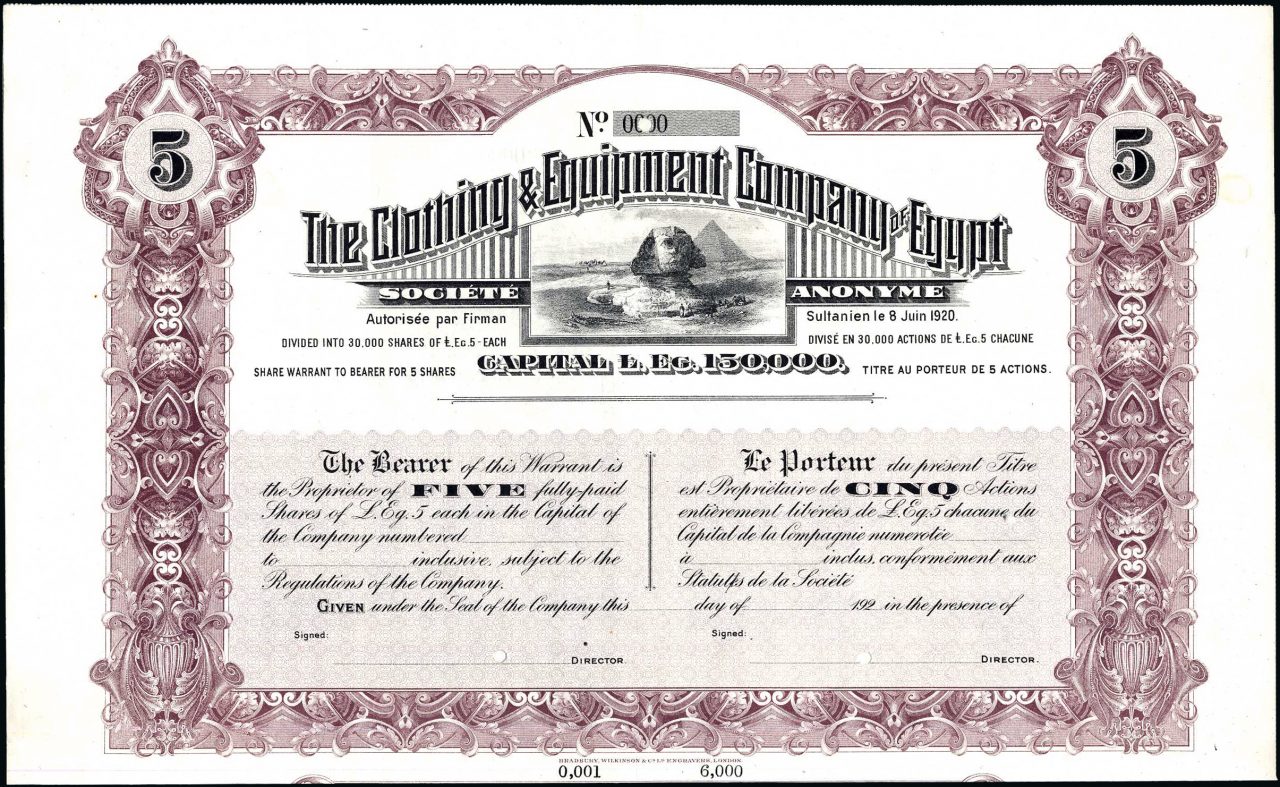 5
5
No. 0000
The Clothing & Equipment Company of Egypt
SOCIÉTÉ ANONYME
Autorisée par Firman Sultanien le 8 Juin 1920.
DIVIDED INTO 30,000 SHARES OF £.EG.5 - EACH
DIVISÉ EN 30.000 ACTIONS DE £.EG.5 CHACUNE
CAPITAL £.EG.150,000.
SHARE WARRANT TO BEARER FOR 5 SHARES
TITRE AU PORTEUR DE 5 ACTIONS.
The Bearer of this Warrant is
the Proprietor of FIVE fully-paid
Shares of £.Eg.5 each in the Capital of
the Company numbered
to inclusive, subject to the
Regulations of the Company.
Le Porteur du présent Titre
est Propriétaire de CINQ Actions
entièrement libérées de £.Eg.5 chacune, du
Capital de la Compagnie numerotée
à inclus, conformément aux
Statuts de la Société
GIVEN under the Seal of the Company this day of 192 in the presence of
Signed: Signed:
DIRECTOR. DIRECTOR.
BRADBURY, WILKINSON & Co. Ld. ENGRAVERS, LONDON.
0,001 6,000